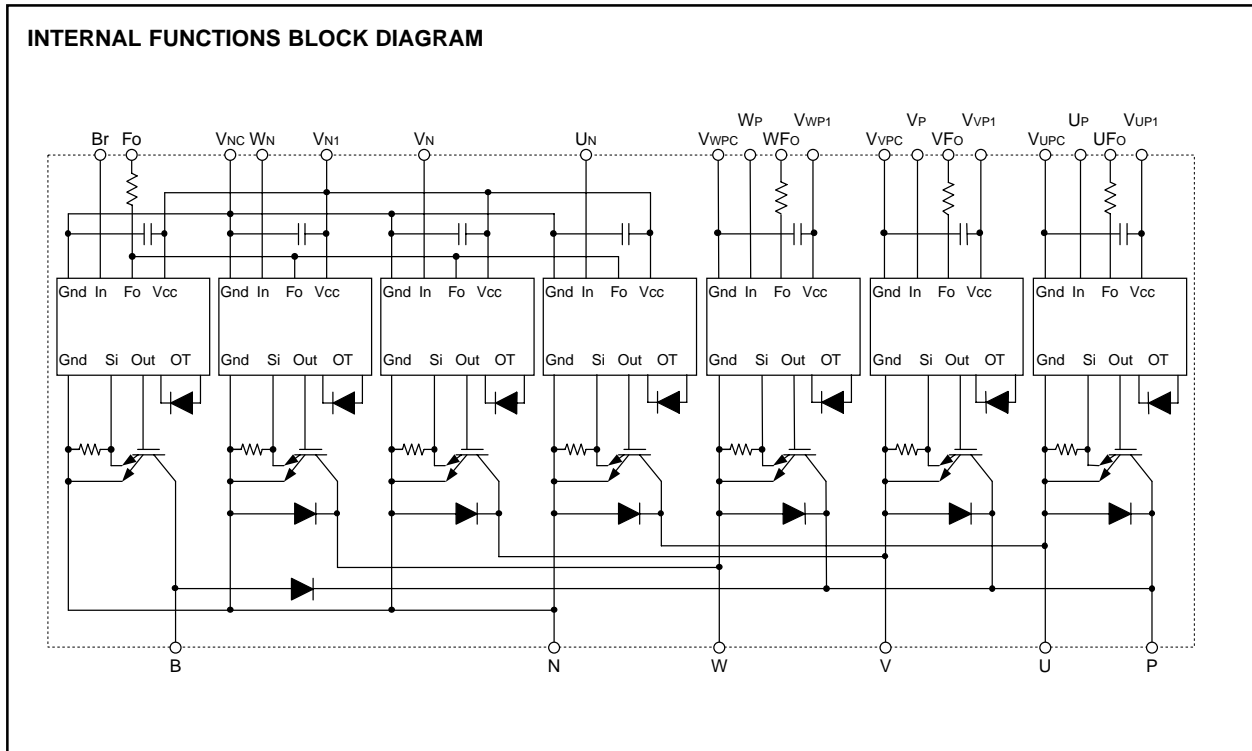 INTERNAL FUNCTIONS BLOCK DIAGRAM
WP VWP1 VP VVP1 UP VUP1
Br Fo VNC WN VN1 VN UN VWPC WFO VVPC VFO VUPC UFO
Gnd In Fo Vcc Gnd In Fo Vcc Gnd In Fo Vcc Gnd In Fo Vcc Gnd In Fo Vcc Gnd In Fo Vcc Gnd In Fo Vcc
Gnd Si Out OT Gnd Si Out OT Gnd Si Out OT Gnd Si Out OT Gnd Si Out OT Gnd Si Out OT Gnd Si Out OT
B N W V U P